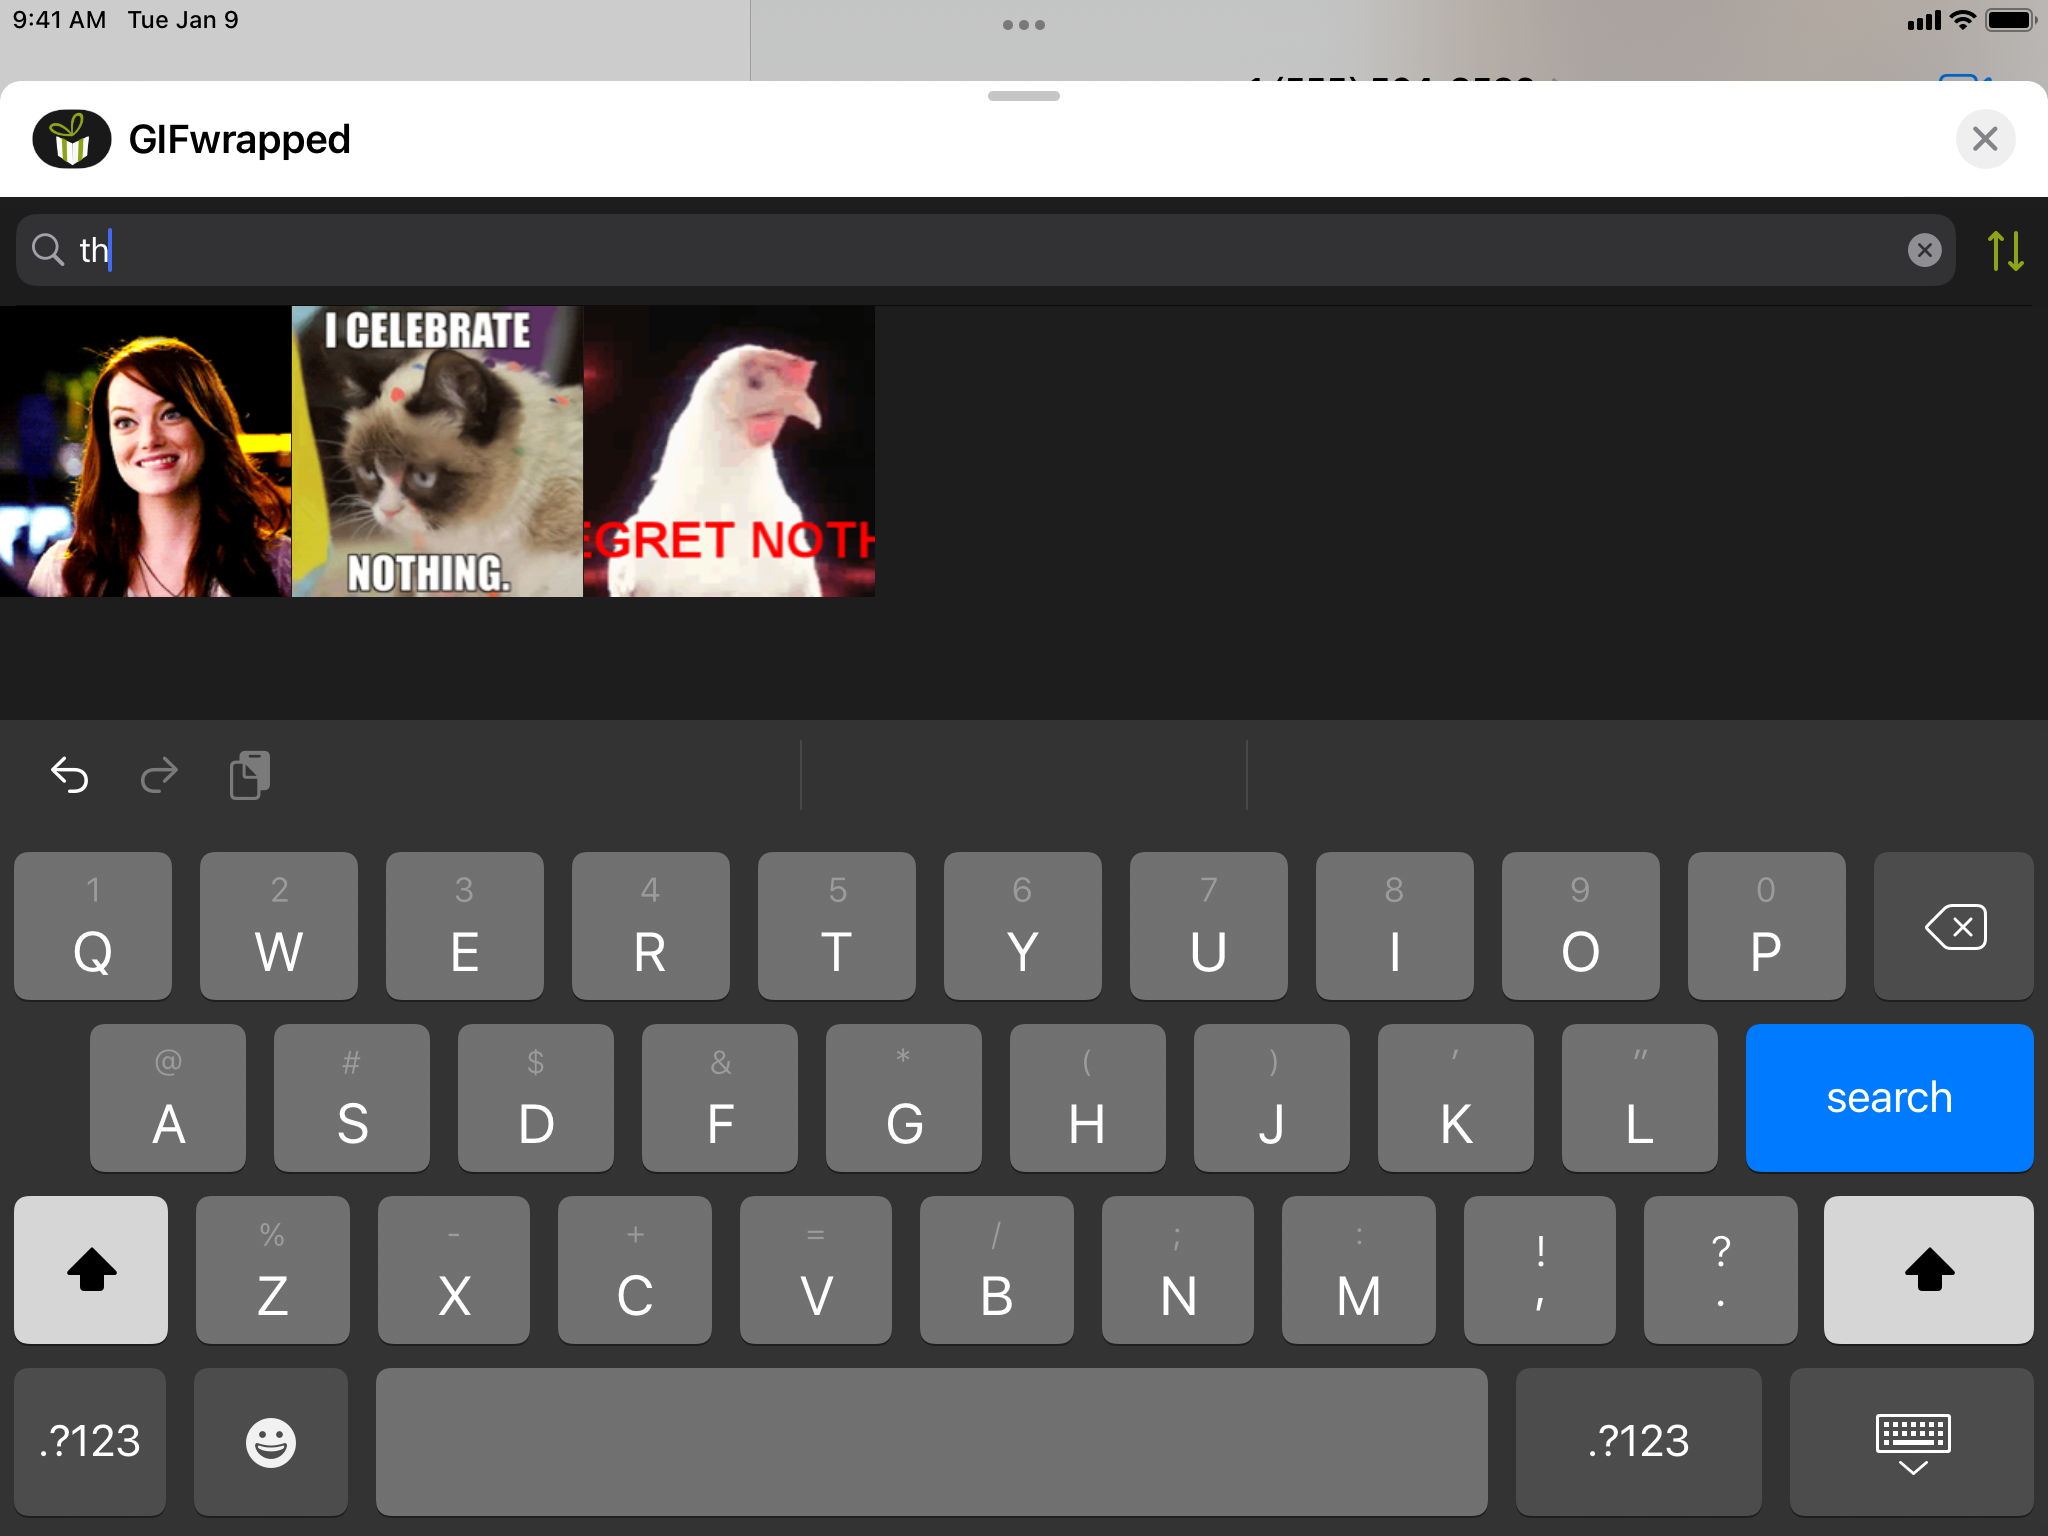 9:41 AM Tue Jan 9
GIFwrapped
th
I CELEBRATE
NOTHING.
EGRET NOTH
1 2 3 4 5 6 7 8 9 0
Q W E R T Y U I O P
@ # $ & * ( ) ' "
A S D F G H J K L search
% - + = / ; : ! ?
Z X C V B N M , .
.?123 .?123